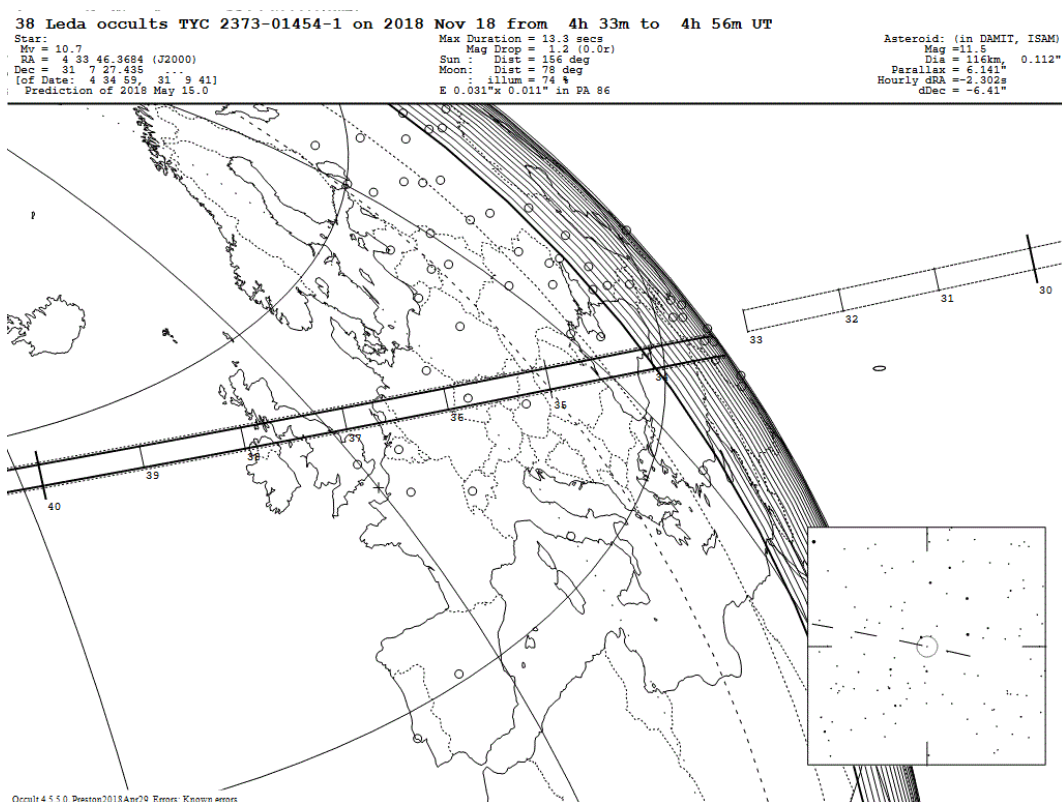 38 Leda occults TYC 2373-01454-1 on 2018 Nov 18 from  4h 33m to  4h 56m UT
Star:
Mv = 10.7
RA =  4 33 46.3684 (J2000)
Dec =  31  7 27.435   ...
[of Date:  4 34 59,  31  9 41]
Prediction of 2018 May 15.0
Max Duration = 13.3 secs
Mag Drop =  1.2 (0.0r)
Sun :   Dist = 156 deg
Moon:   Dist = 78 deg
: illum = 74 %
E 0.031"x 0.011" in PA 86
Asteroid: (in DAMIT, ISAM)
Mag =11.5
Dia = 116km,  0.112"
Parallax = 6.141"
Hourly dRA =-2.302s
dDec = -6.41"
30
31
32
33
34
35
36
37
38
39
40
Occult 4.5.5.0 Preston2018Apr29 Errors: Known errors